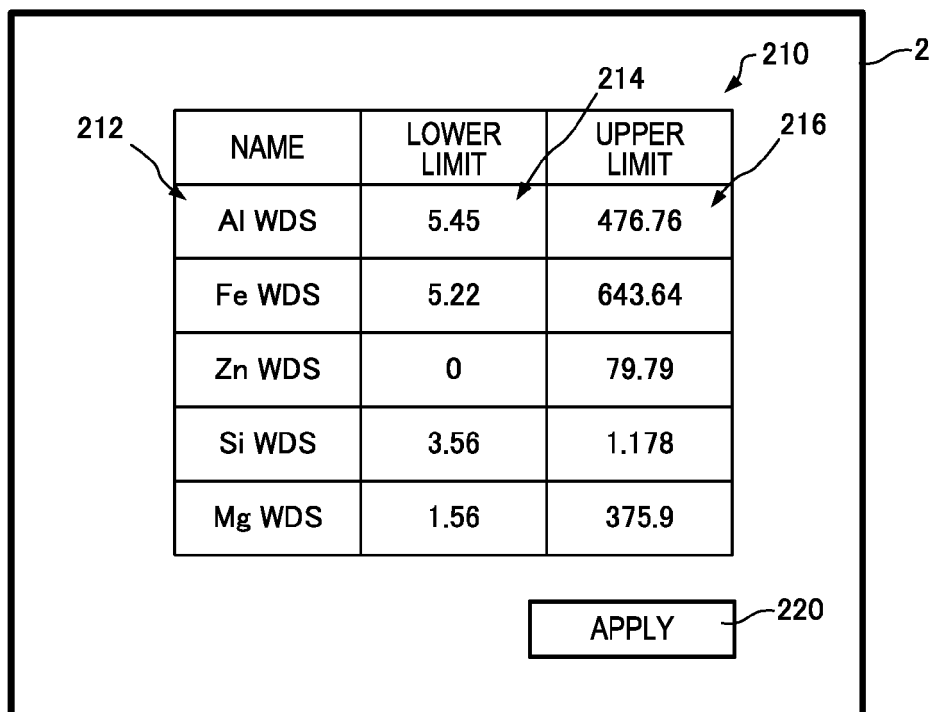 2
210
214
212
216
NAME LOWER LIMIT UPPER LIMIT
Al WDS 5.45 476.76
Fe WDS 5.22 643.64
Zn WDS 0 79.79
Si WDS 3.56 1.178
Mg WDS 1.56 375.9
APPLY 220